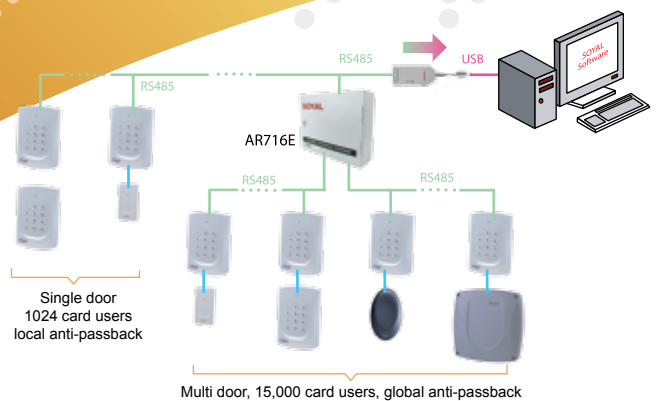 RS485
USB
SOYAL
Software
RS485
SOYAL
AR716E
RS485
RS485
Single door
1024 card users
local anti-passback
Multi door, 15,000 card users, global anti-passback